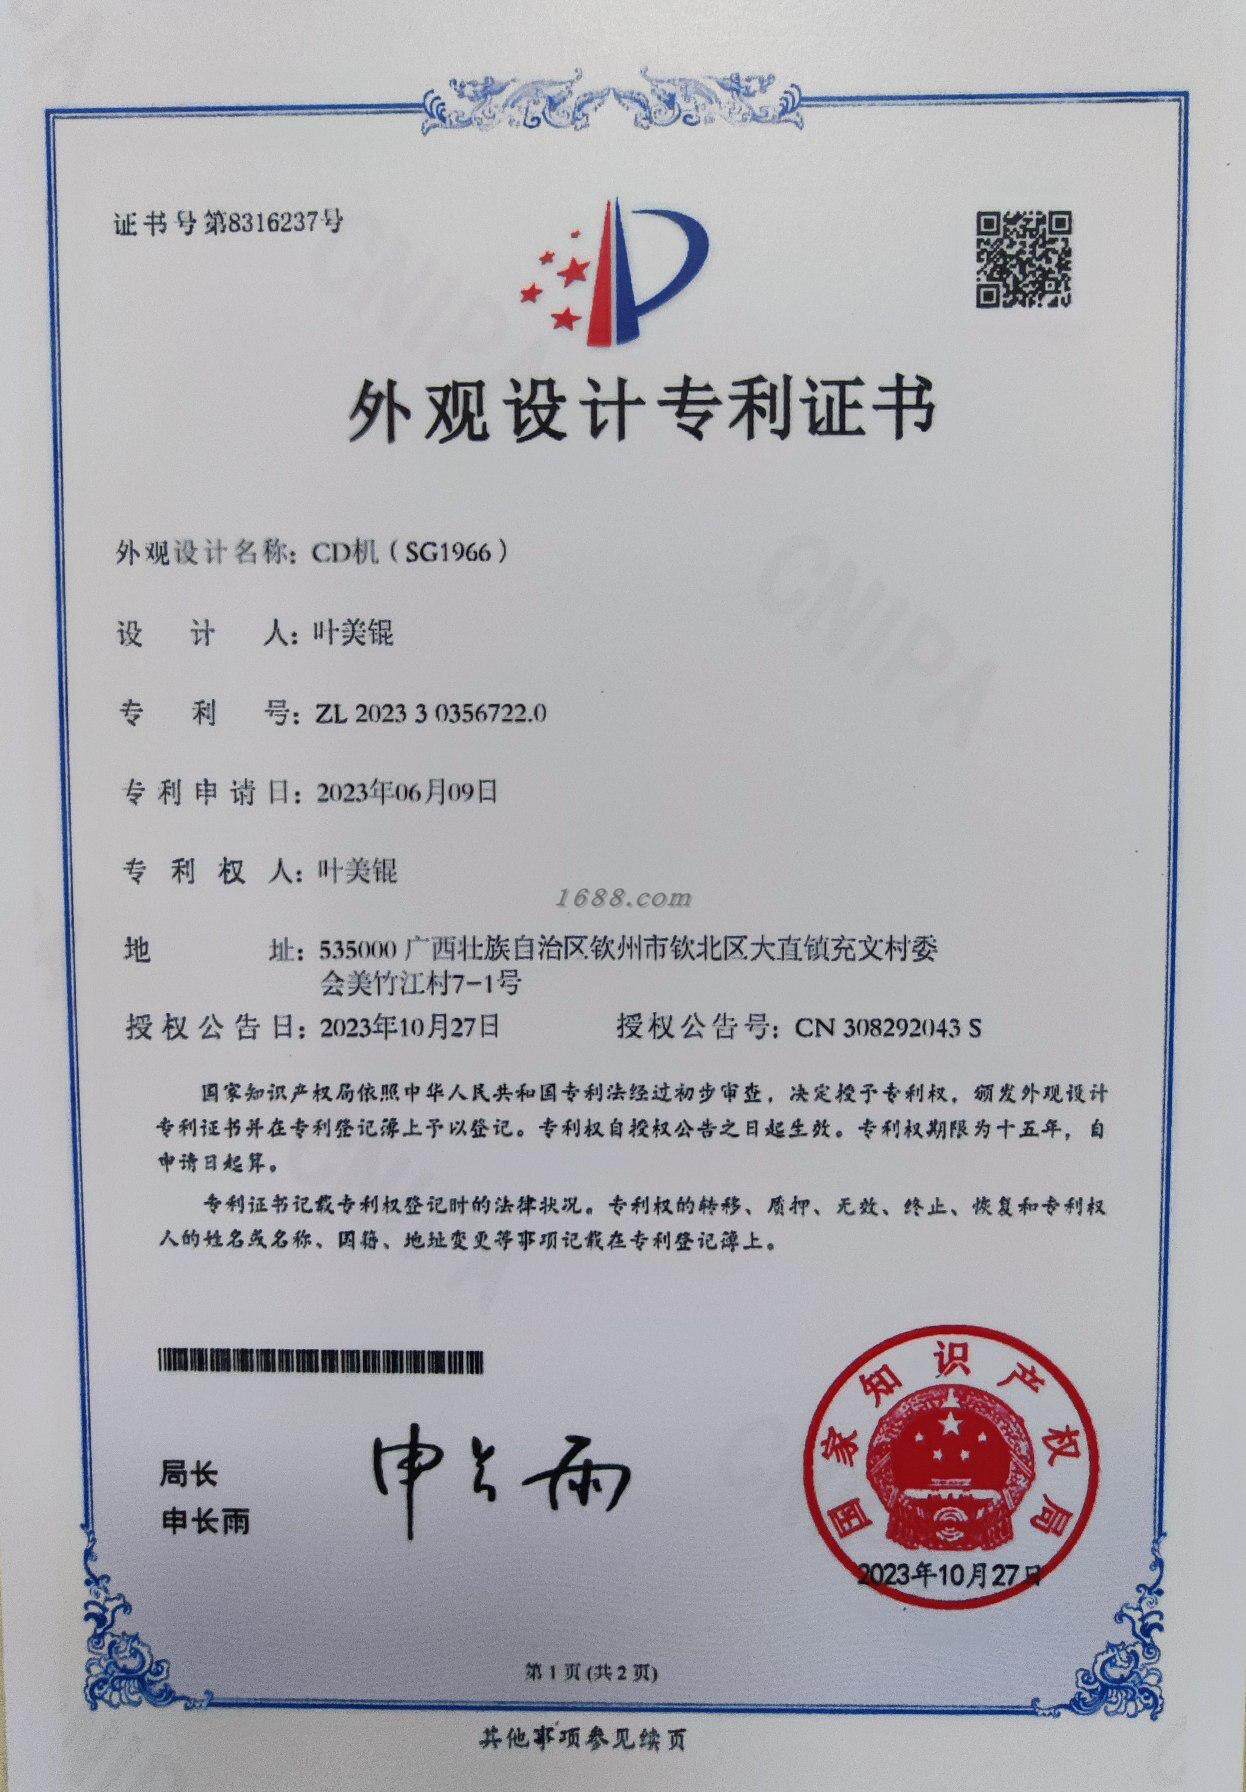 证书号第8316237号
外观设计专利证书
外观设计名称：CD机（SG1966）
设计人：叶美锟
专利号：ZL 2023 3 0356722.0
专利申请日：2023年06月09日
专利权人：叶美锟
1688.com
地址：535000 广西壮族自治区钦州市钦北区大直镇充文村委
会美竹江村7-1号
授权公告日：2023年10月27日 授权公告号：CN 308292043 S
国家知识产权局依照中华人民共和国专利法经过初步审查，决定授予专利权，颁发外观设计
专利证书并在专利登记簿上予以登记。专利权自授权公告之日起生效。专利权期限为十五年，自
申请日起算。
专利证书记载专利权登记时的法律状况。专利权的转移、质押、无效、终止、恢复和专利权
人的姓名或名称、国籍、地址变更等事项记载在专利登记簿上。
局长
申长雨
申长雨
国家知识产权局
2023年10月27日
第 1 页 (共 2 页)
其他事项参见续页
CNIPA